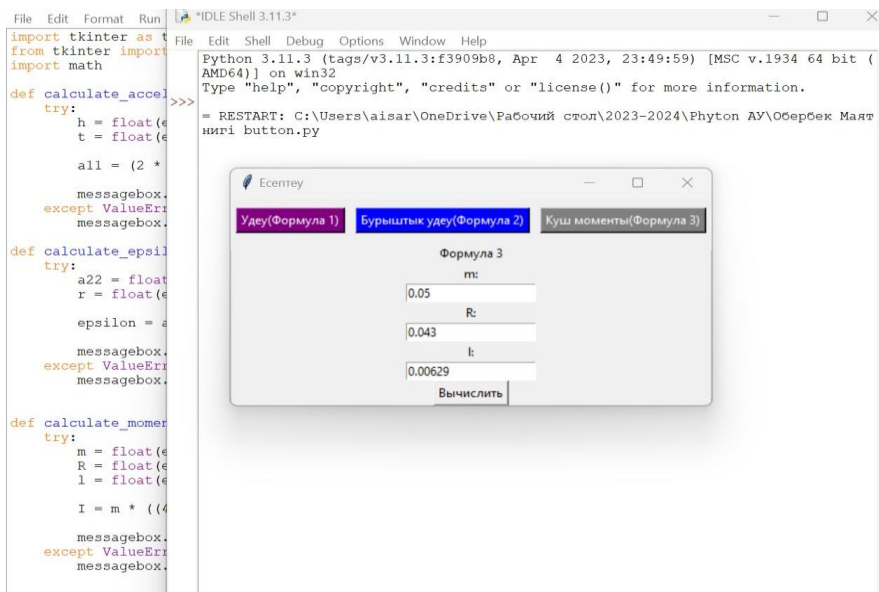 File Edit Format Run
import tkinter as t
from tkinter import
import math
def calculate_accel
try:
h = float(e
t = float(e
a11 = (2 *
messagebox.
except ValueErr
messagebox.
def calculate_epsil
try:
a22 = float
r = float(e
epsilon = a
messagebox.
except ValueErr
messagebox.
def calculate_momen
try:
m = float(e
R = float(e
l = float(e
I = m * ((4
messagebox.
except ValueErr
messagebox.
*IDLE Shell 3.11.3*
File Edit Shell Debug Options Window Help
Python 3.11.3 (tags/v3.11.3:f3909b8, Apr 4 2023, 23:49:59) [MSC v.1934 64 bit (
AMD64)] on win32
Type "help", "copyright", "credits" or "license()" for more information.
>>>
= RESTART: C:\Users\aisar\OneDrive\Рабочий стол\2023-2024\Phyton АУ\Обербек Маят
нигі button.py
Есептеу
Удеу(Формула 1) Бурыштык удеу(Формула 2) Куш моменты(Формула 3)
Формула 3
m:
0.05
R:
0.043
l:
0.00629
Вычислить